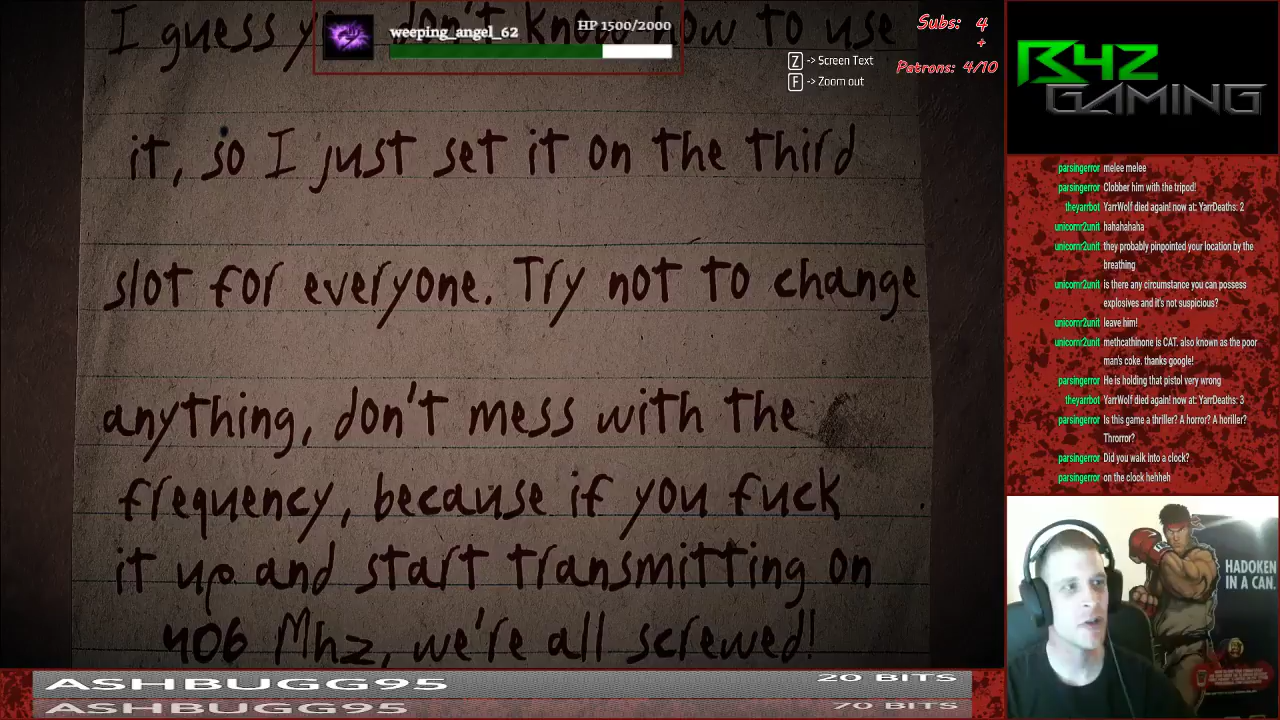 I guess you don't know how to use
it, so I just set it on the third
slot for everyone. Try not to change
anything, don't mess with the
frequency, because if you fuck
it up and start transmitting on
406 Mhz, we're all screwed!
weeping_angel_62
HP 1500/2000
Z -> Screen Text
F -> Zoom out
Subs: 4
+
Patrons: 4/10
B4Z
GAMING
parsingerror melee melee
parsingerror Clobber him with the tripod!
theyarrbot YarrWolf died again! now at: YarrDeaths: 2
unicornr2unit hahahahaha
unicornr2unit they probably pinpointed your location by the
breathing
unicornr2unit is there any circumstance you can possess
explosives and it's not suspicious?
unicornr2unit leave him!
unicornr2unit methcathinone is CAT. also known as the poor
man's coke. thanks google!
parsingerror He is holding that pistol very wrong
theyarrbot YarrWolf died again! now at: YarrDeaths: 3
parsingerror Is this game a thriller? A horror? A horiller?
Throrror?
parsingerror Did you walk into a clock?
parsingerror on the clock hehheh
HADOKEN
IN A CAN.
ASHBUGG95 20 BITS
ASHBUGG95 70 BITS